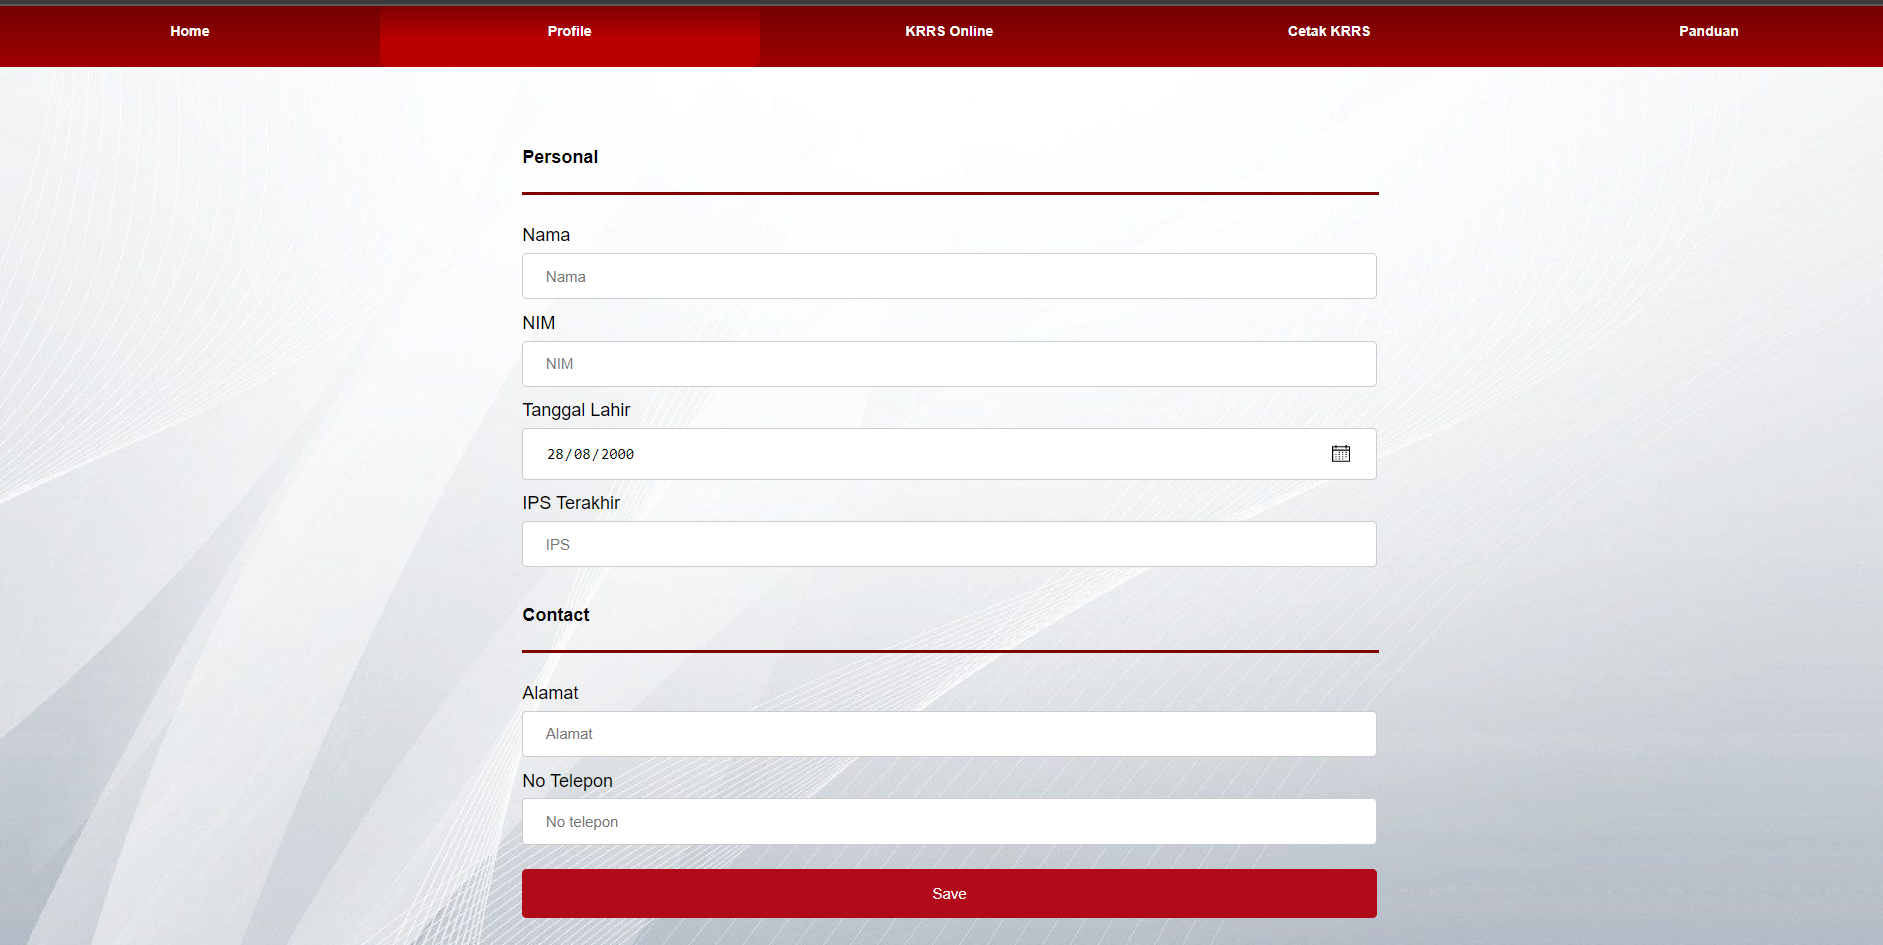 Home Profile KRRS Online Cetak KRRS Panduan
Personal
Nama
Nama
NIM
NIM
Tanggal Lahir
28/08/2000
IPS Terakhir
IPS
Contact
Alamat
Alamat
No Telepon
No telepon
Save